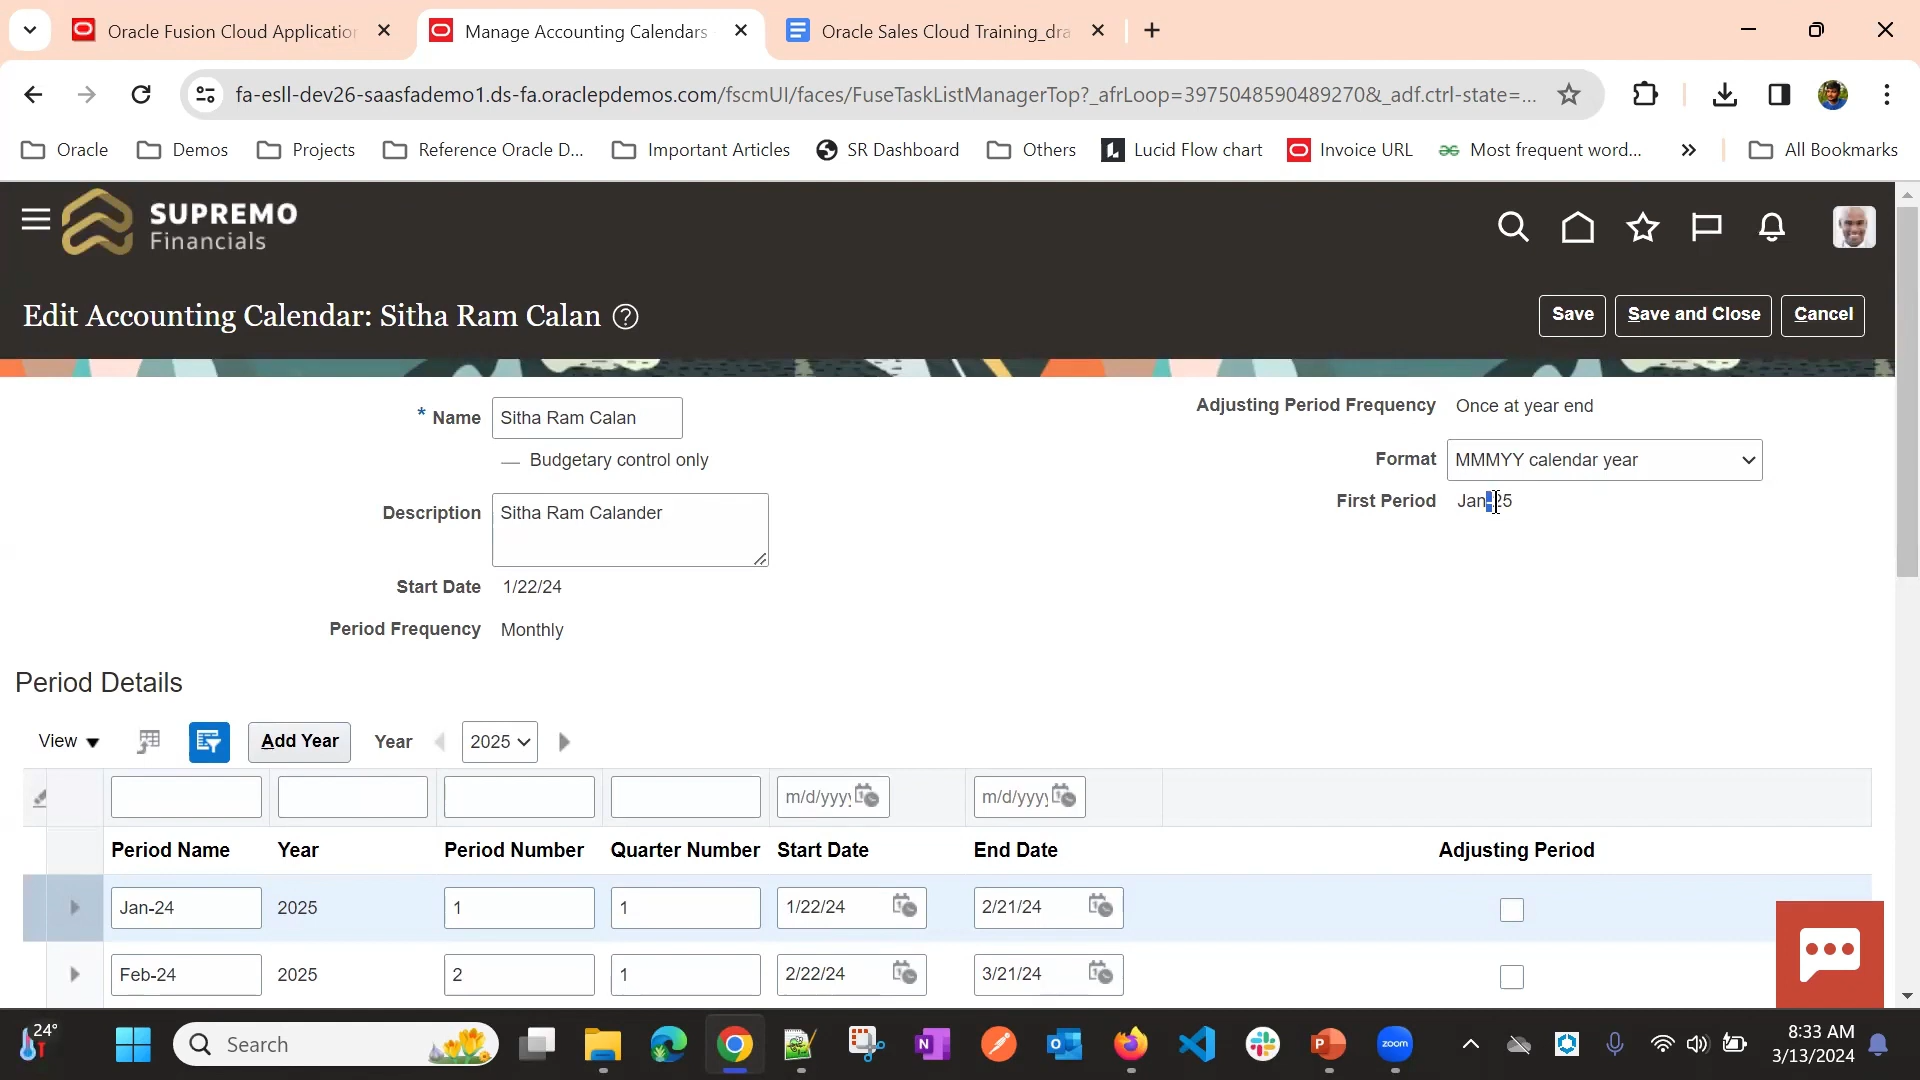 Oracle Fusion Cloud Application
Manage Accounting Calendars
Oracle Sales Cloud Training_dra
fa-esll-dev26-saasfademo1.ds-fa.oraclepdemos.com/fscmUI/faces/FuseTaskListManagerTop?_afrLoop=3975048590489270&_adf.ctrl-state=...
Oracle
Demos
Projects
Reference Oracle D...
Important Articles
SR Dashboard
Others
Lucid Flow chart
Invoice URL
Most frequent word...
All Bookmarks
SUPREMO
Financials
Edit Accounting Calendar: Sitha Ram Calan
Save
Save and Close
Cancel
* Name Sitha Ram Calan
Budgetary control only
Description Sitha Ram Calander
Start Date 1/22/24
Period Frequency Monthly
Adjusting Period Frequency Once at year end
Format MMMYY calendar year
First Period Jan-25
Period Details
View Add Year Year 2025
m/d/yyyy m/d/yyyy
Period Name Year Period Number Quarter Number Start Date End Date Adjusting Period
Jan-24 2025 1 1 1/22/24 2/21/24
Feb-24 2025 2 1 2/22/24 3/21/24
24°
Search
zoom
8:33 AM
3/13/2024